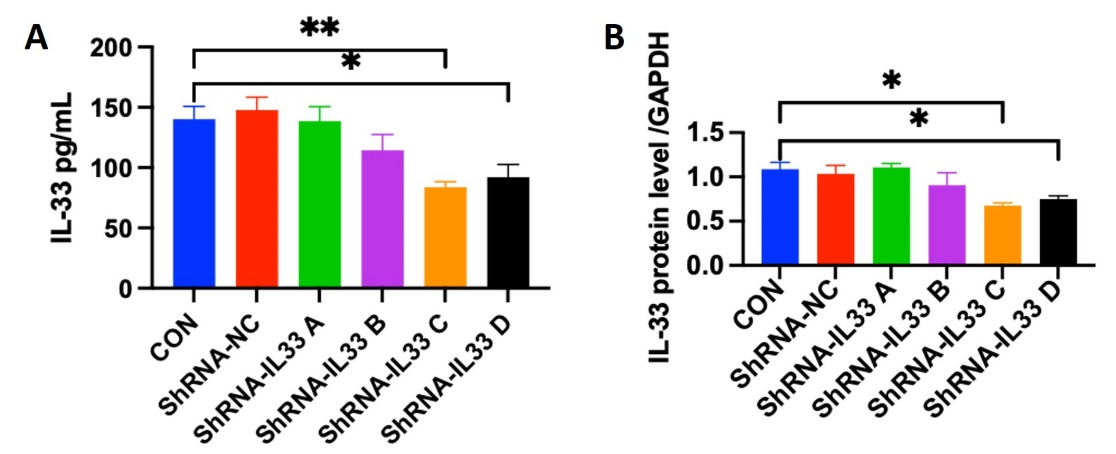 A
IL-33 pg/mL
200
150
100
50
0
**
*
CON
ShRNA-NC
ShRNA-IL33 A
ShRNA-IL33 B
ShRNA-IL33 C
ShRNA-IL33 D
B
IL-33 protein level /GAPDH
1.5
1.0
0.5
0.0
*
*
CON
ShRNA-NC
ShRNA-IL33 A
ShRNA-IL33 B
ShRNA-IL33 C
ShRNA-IL33 D